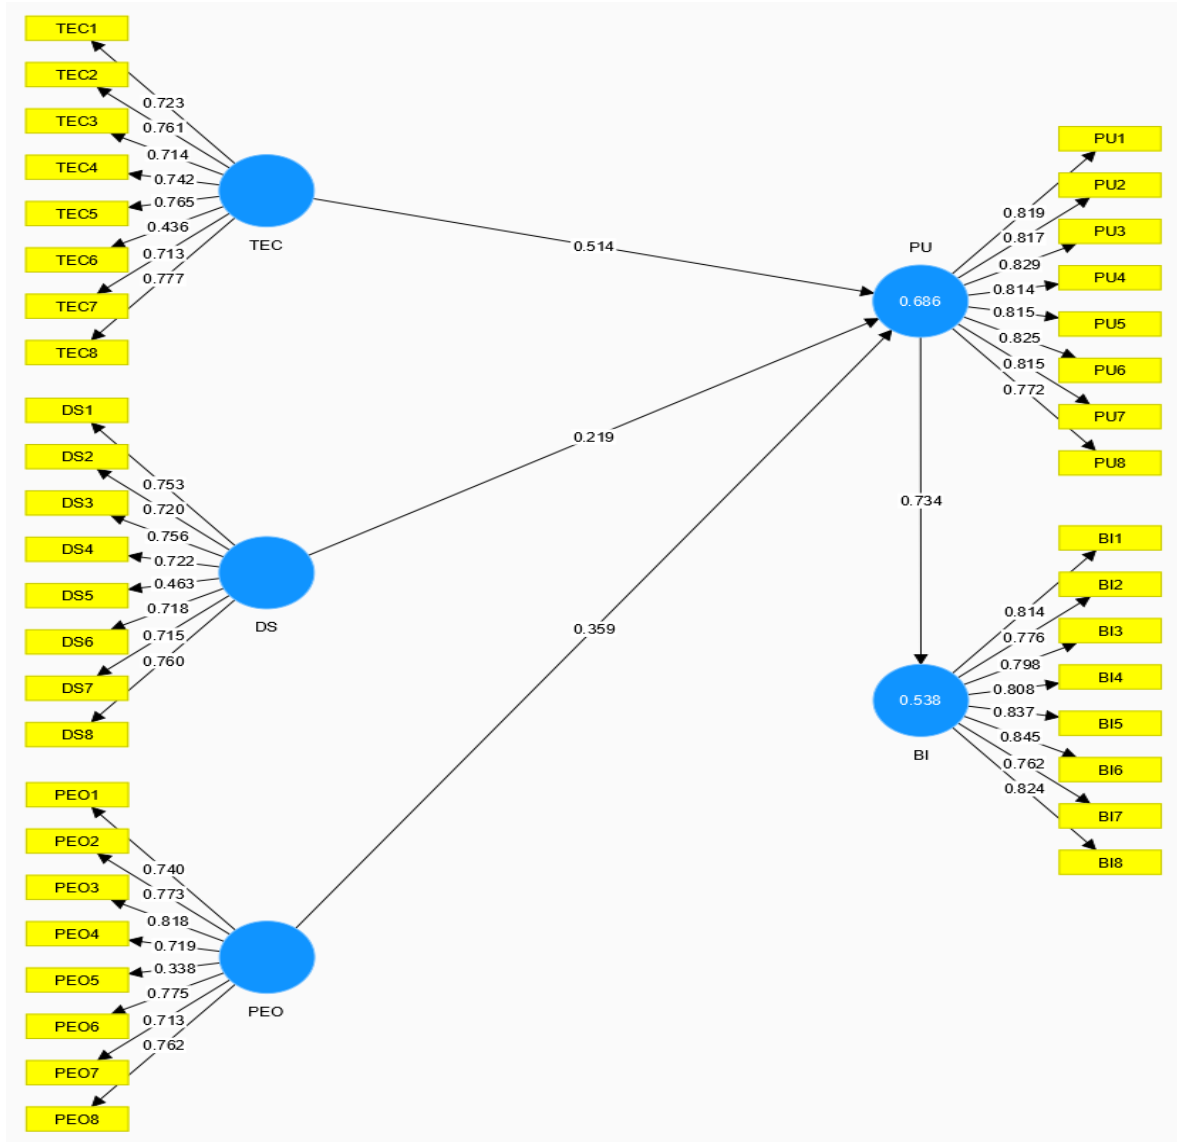 TEC1
TEC2
TEC3
TEC4
TEC5
TEC6
TEC7
TEC8
0.723
0.761
0.714
0.742
0.765
0.436
0.713
0.777
TEC
DS1
DS2
DS3
DS4
DS5
DS6
DS7
DS8
0.753
0.720
0.756
0.722
0.463
0.718
0.715
0.760
DS
PEO1
PEO2
PEO3
PEO4
PEO5
PEO6
PEO7
PEO8
0.740
0.773
0.818
0.719
0.338
0.775
0.713
0.762
PEO
0.514
0.219
0.359
PU
0.686
0.819
0.817
0.829
0.814
0.815
0.825
0.815
0.772
PU1
PU2
PU3
PU4
PU5
PU6
PU7
PU8
0.734
0.538
BI
0.814
0.776
0.798
0.808
0.837
0.845
0.762
0.824
BI1
BI2
BI3
BI4
BI5
BI6
BI7
BI8